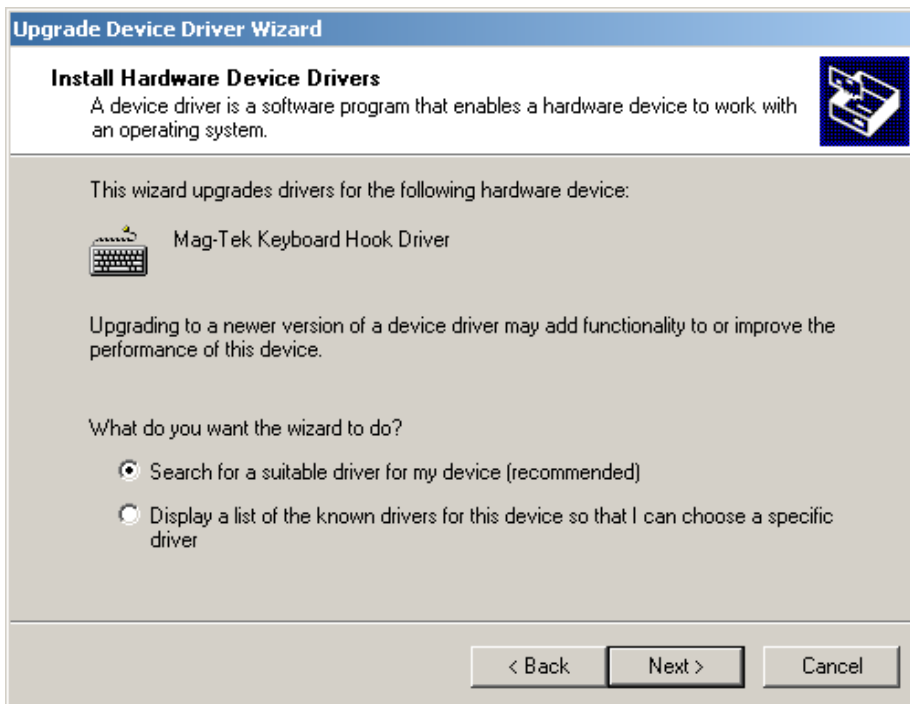 Upgrade Device Driver Wizard
Install Hardware Device Drivers
A device driver is a software program that enables a hardware device to work with
an operating system.
This wizard upgrades drivers for the following hardware device:
Mag-Tek Keyboard Hook Driver
Upgrading to a newer version of a device driver may add functionality to or improve the
performance of this device.
What do you want the wizard to do?
Search for a suitable driver for my device (recommended)
Display a list of the known drivers for this device so that I can choose a specific
driver
< Back Next > Cancel